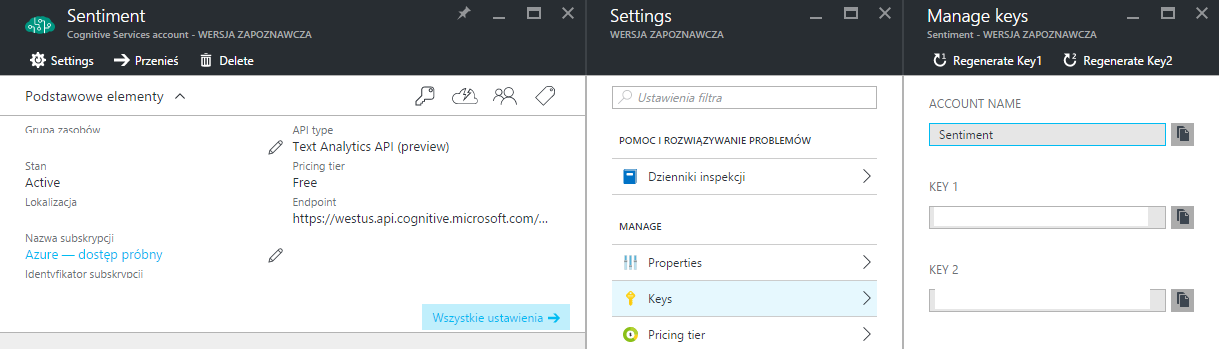 Sentiment
Cognitive Services account - WERSJA ZAPOZNAWCZA
Settings
Przenieś
Delete
Podstawowe elementy
Grupa zasobów
Stan
Active
Lokalizacja
Nazwa subskrypcji
Azure — dostęp próbny
Identyfikator subskrypcji
API type
Text Analytics API (preview)
Pricing tier
Free
Endpoint
https://westus.api.cognitive.microsoft.com/...
Wszystkie ustawienia
Settings
WERSJA ZAPOZNAWCZA
Ustawienia filtra
POMOC I ROZWIĄZYWANIE PROBLEMÓW
Dzienniki inspekcji
MANAGE
Properties
Keys
Pricing tier
Manage keys
Sentiment - WERSJA ZAPOZNAWCZA
Regenerate Key1
Regenerate Key2
ACCOUNT NAME
Sentiment
KEY 1
KEY 2